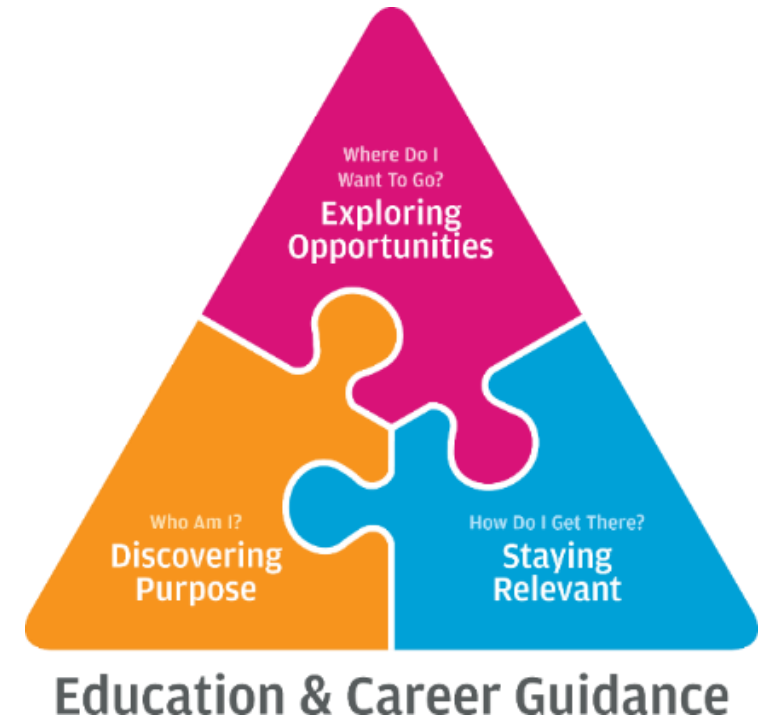 Where Do I
Want To Go?
Exploring
Opportunities
Who Am I?
Discovering
Purpose
How Do I Get There?
Staying
Relevant
Education & Career Guidance